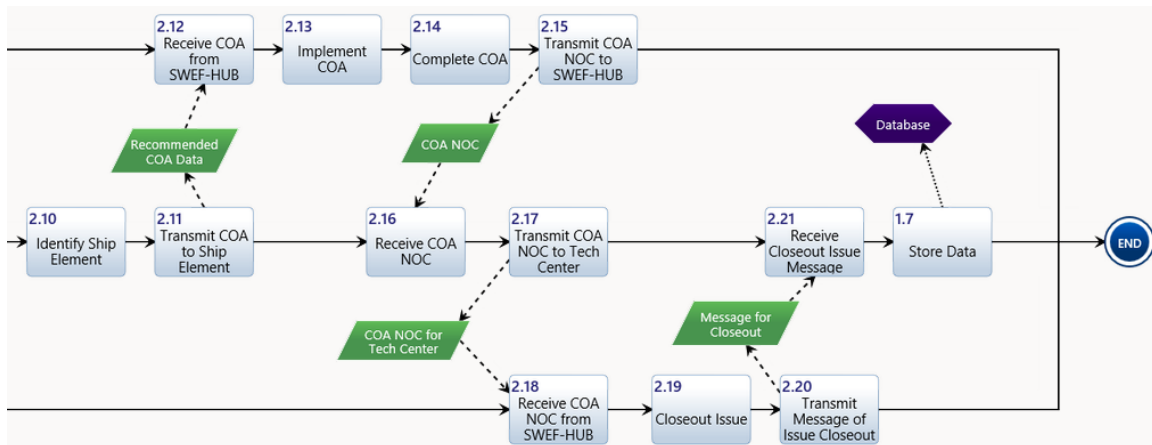 2.12
Receive COA
from
SWEF-HUB
2.13
Implement
COA
2.14
Complete COA
2.15
Transmit COA
NOC to
SWEF-HUB
Recommended
COA Data
COA NOC
Database
2.10
Identify Ship
Element
2.11
Transmit COA
to Ship
Element
2.16
Receive COA
NOC
2.17
Transmit COA
NOC to Tech
Center
2.21
Receive
Closeout Issue
Message
1.7
Store Data
END
COA NOC for
Tech Center
Message for
Closeout
2.18
Receive COA
NOC from
SWEF-HUB
2.19
Closeout Issue
2.20
Transmit
Message of
Issue Closeout